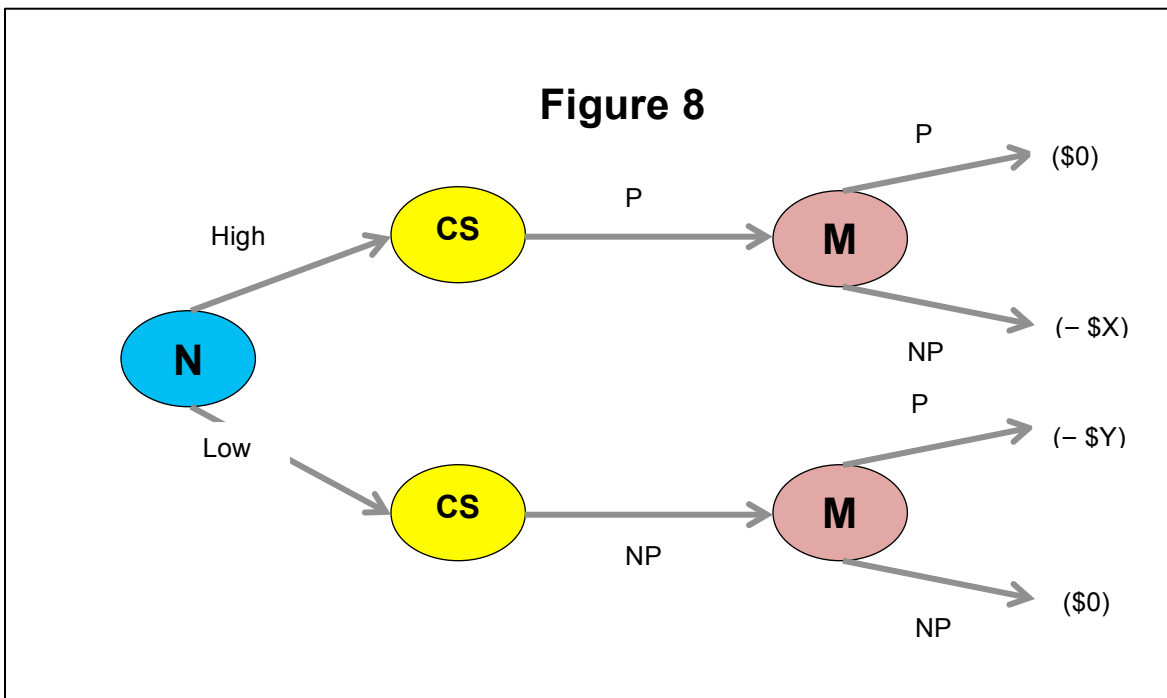 Figure 8
P
($0)
High
CS
P
M
NP
(– $X)
N
Low
CS
NP
M
P
(– $Y)
NP
($0)